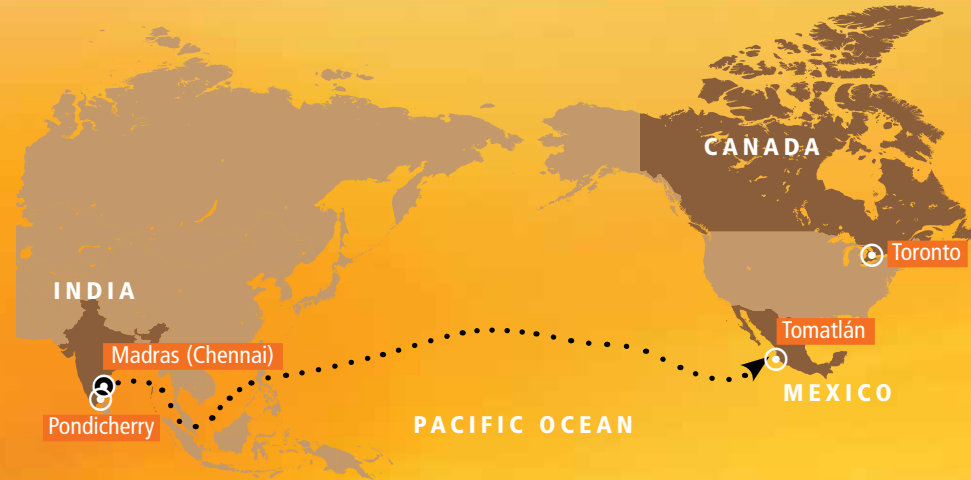 CANADA
Toronto
INDIA
Tomatlán
Madras (Chennai)
MEXICO
Pondicherry
PACIFIC OCEAN